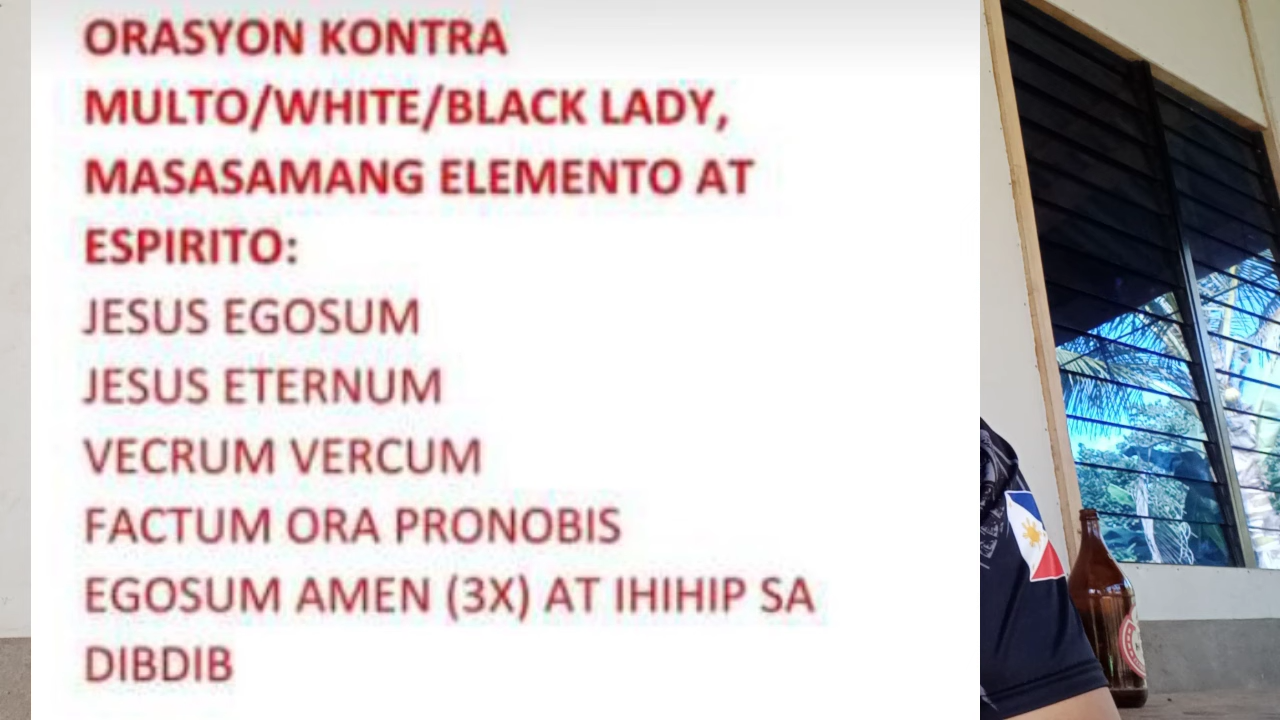 ORASYON KONTRA
MULTO/WHITE/BLACK LADY,
MASASAMANG ELEMENTO AT
ESPIRITO:
JESUS EGOSUM
JESUS ETERNUM
VECRUM VERCUM
FACTUM ORA PRONOBIS
EGOSUM AMEN (3X) AT IHIHIP SA
DIBDIB